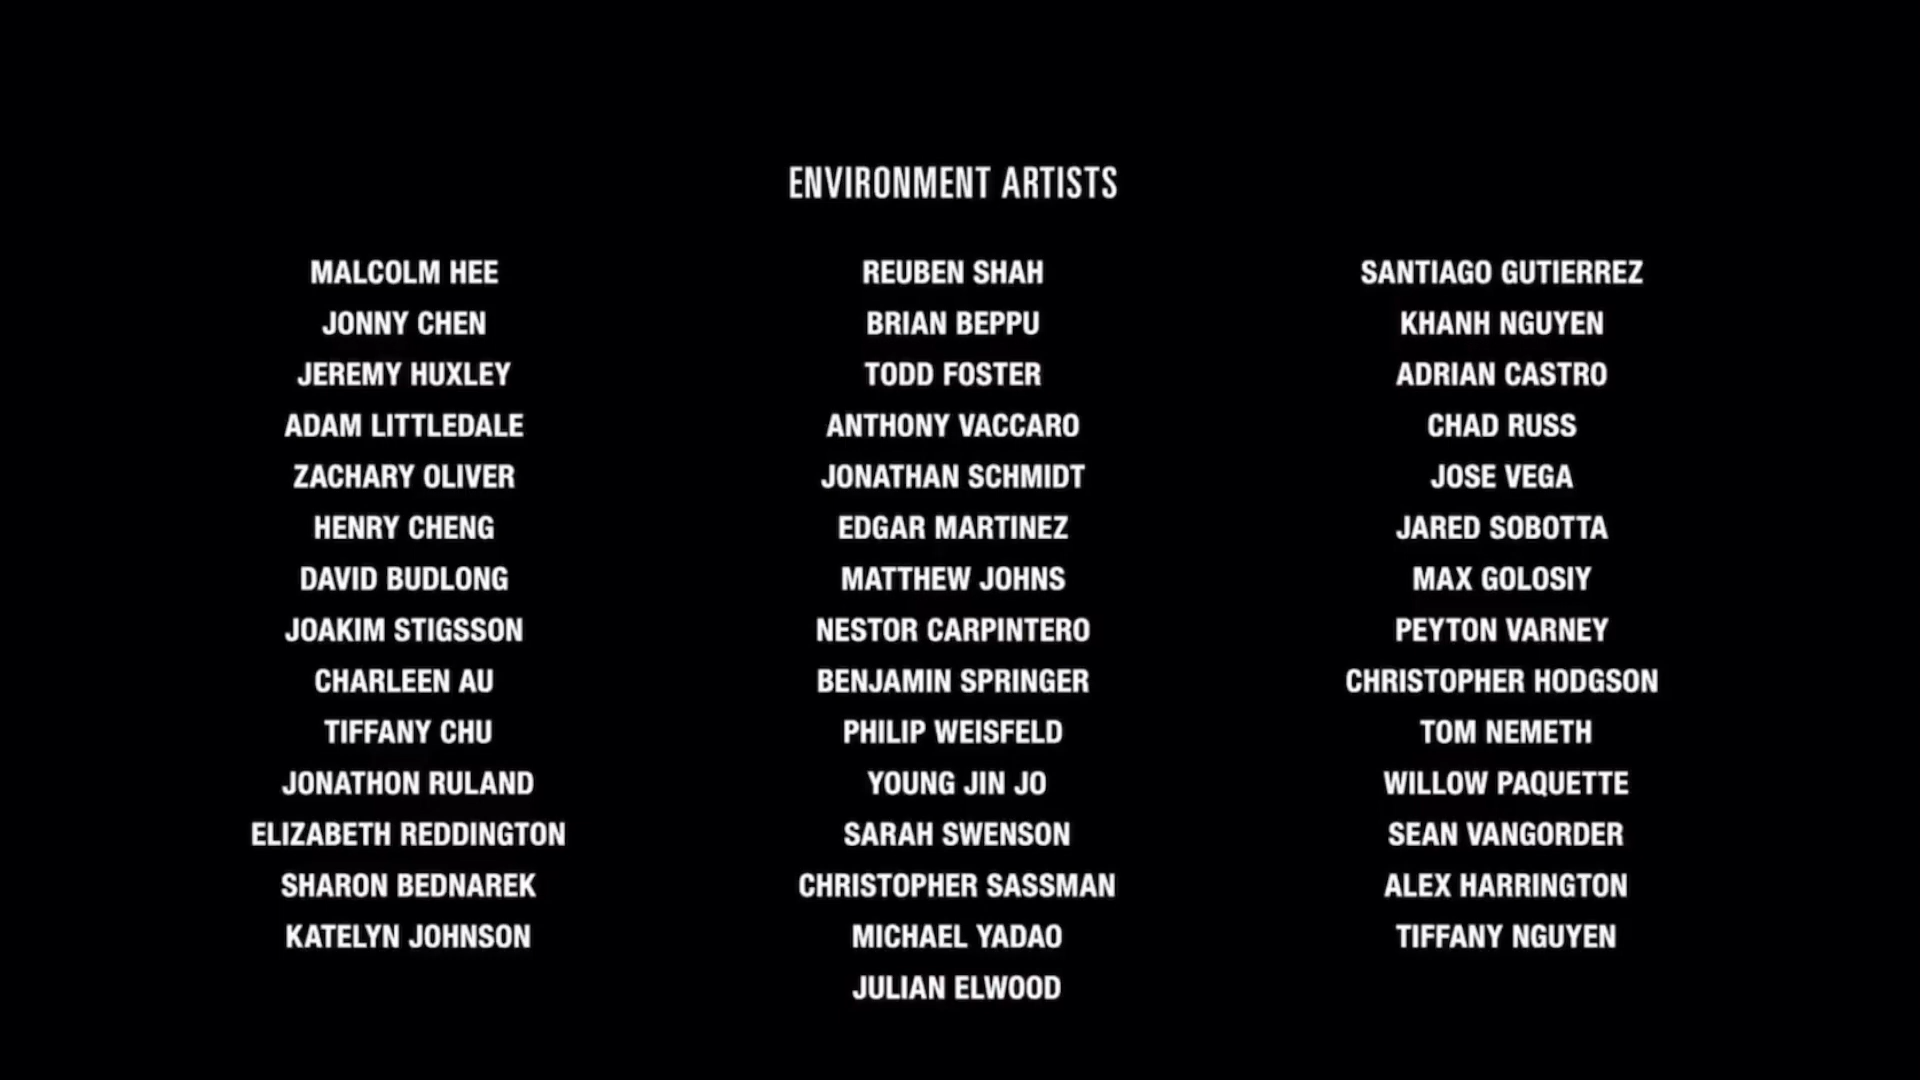 ENVIRONMENT ARTISTS
MALCOLM HEE
JONNY CHEN
JEREMY HUXLEY
ADAM LITTLEDALE
ZACHARY OLIVER
HENRY CHENG
DAVID BUDLONG
JOAKIM STIGSSON
CHARLEEN AU
TIFFANY CHU
JONATHON RULAND
ELIZABETH REDDINGTON
SHARON BEDNAREK
KATELYN JOHNSON
REUBEN SHAH
BRIAN BEPPU
TODD FOSTER
ANTHONY VACCARO
JONATHAN SCHMIDT
EDGAR MARTINEZ
MATTHEW JOHNS
NESTOR CARPINTERO
BENJAMIN SPRINGER
PHILIP WEISFELD
YOUNG JIN JO
SARAH SWENSON
CHRISTOPHER SASSMAN
MICHAEL YADAO
JULIAN ELWOOD
SANTIAGO GUTIERREZ
KHANH NGUYEN
ADRIAN CASTRO
CHAD RUSS
JOSE VEGA
JARED SOBOTTA
MAX GOLOSIY
PEYTON VARNEY
CHRISTOPHER HODGSON
TOM NEMETH
WILLOW PAQUETTE
SEAN VANGORDER
ALEX HARRINGTON
TIFFANY NGUYEN